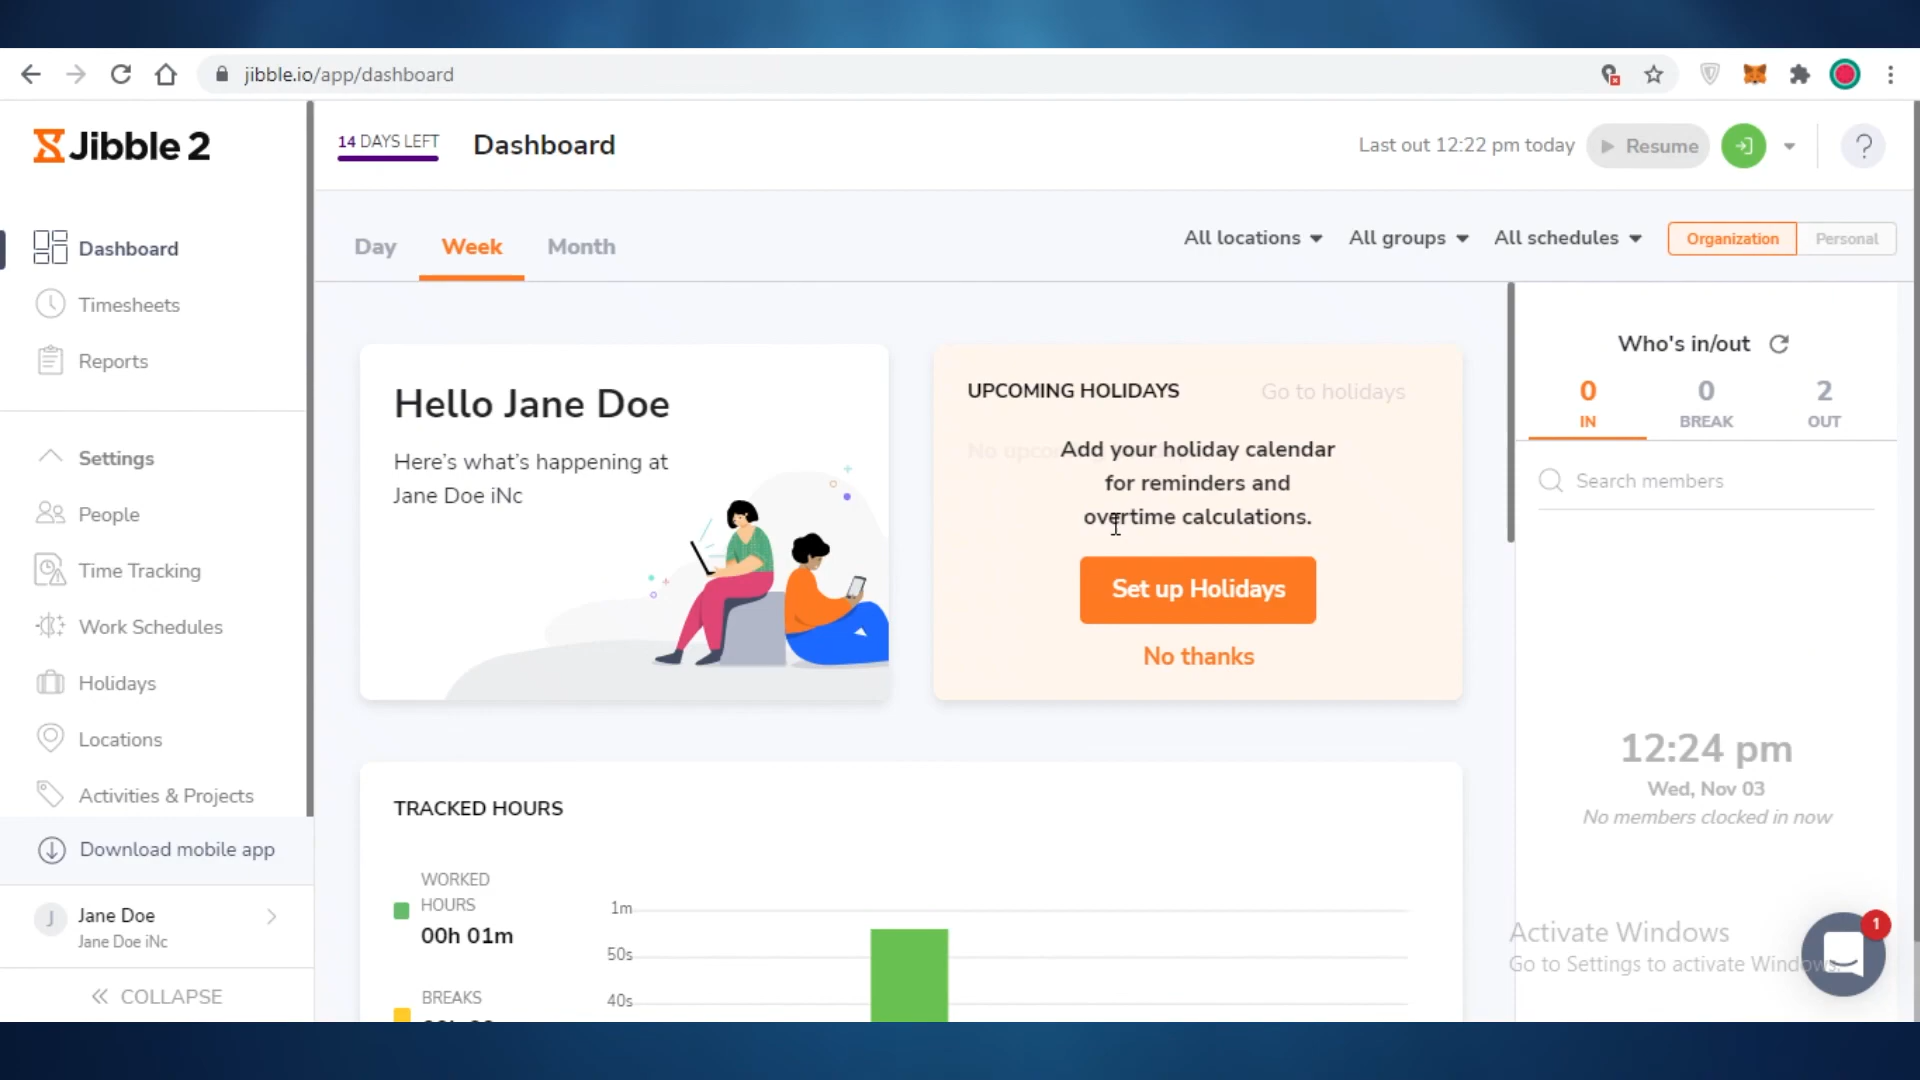 jibble.io/app/dashboard
Jibble 2
14 DAYS LEFT
Dashboard
Last out 12:22 pm today
Resume
?
Dashboard
Timesheets
Reports
Settings
People
Time Tracking
Work Schedules
Holidays
Locations
Activities & Projects
Download mobile app
J
Jane Doe
Jane Doe iNc
COLLAPSE
Day
Week
Month
All locations
All groups
All schedules
Organization
Personal
Hello Jane Doe
Here's what's happening at
Jane Doe iNc
UPCOMING HOLIDAYS
Go to holidays
No upco
Add your holiday calendar
for reminders and
overtime calculations.
Set up Holidays
No thanks
TRACKED HOURS
WORKED
HOURS
00h 01m
BREAKS
1m
50s
40s
Who's in/out
0
IN
0
BREAK
2
OUT
Search members
12:24 pm
Wed, Nov 03
No members clocked in now
Activate Windows
Go to Settings to activate Windows.
1